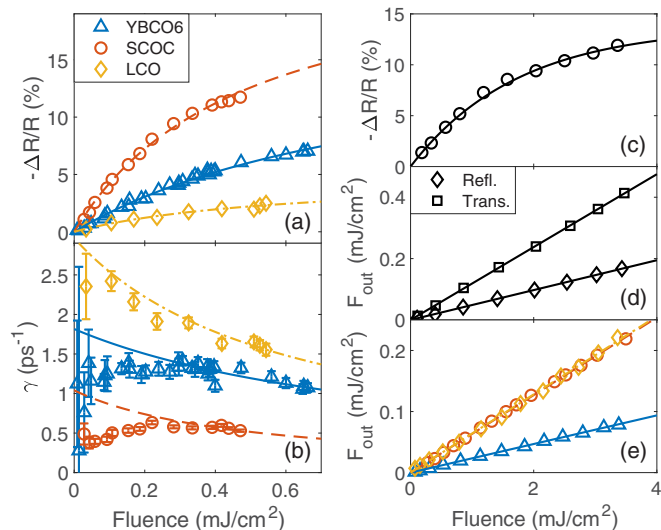 YBCO6
SCOC
LCO
15
10
5
0
-ΔR/R (%)
(a)
2.5
2
1.5
1
0.5
0
γ (ps-1)
(b)
0 0.2 0.4 0.6
Fluence (mJ/cm2)
15
10
5
0
-ΔR/R (%)
(c)
Refl.
Trans.
0.4
0.2
0
Fout (mJ/cm2)
(d)
0.2
0.1
0
Fout (mJ/cm2)
(e)
0 2 4
Fluence (mJ/cm2)